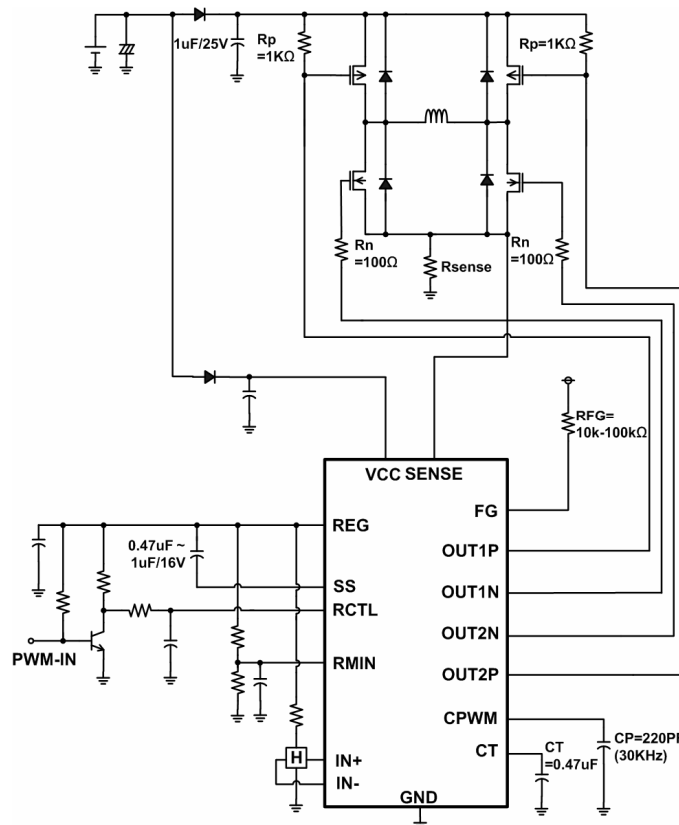 1uF/25V
Rp
=1KΩ
Rp=1KΩ
Rn
=100Ω
Rsense
Rn
=100Ω
RFG=
10k-100kΩ
VCC SENSE
FG
REG
0.47uF ~
1uF/16V
OUT1P
SS
OUT1N
RCTL
OUT2N
PWM-IN
RMIN
OUT2P
CPWM
CP=220PF
(30KHz)
H
IN+
CT
CT
=0.47uF
IN-
GND